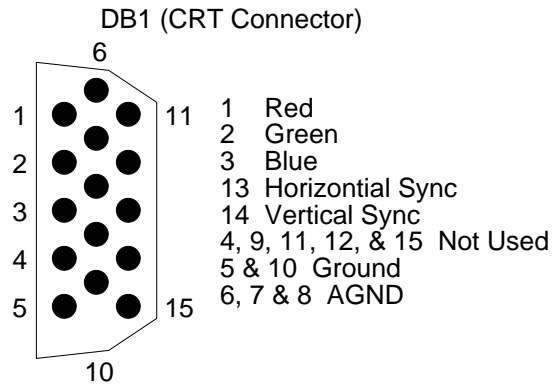 DB1 (CRT Connector)
6
1
11
2
3
4
5
15
10
1 Red
2 Green
3 Blue
13 Horizontial Sync
14 Vertical Sync
4, 9, 11, 12, & 15 Not Used
5 & 10 Ground
6, 7 & 8 AGND